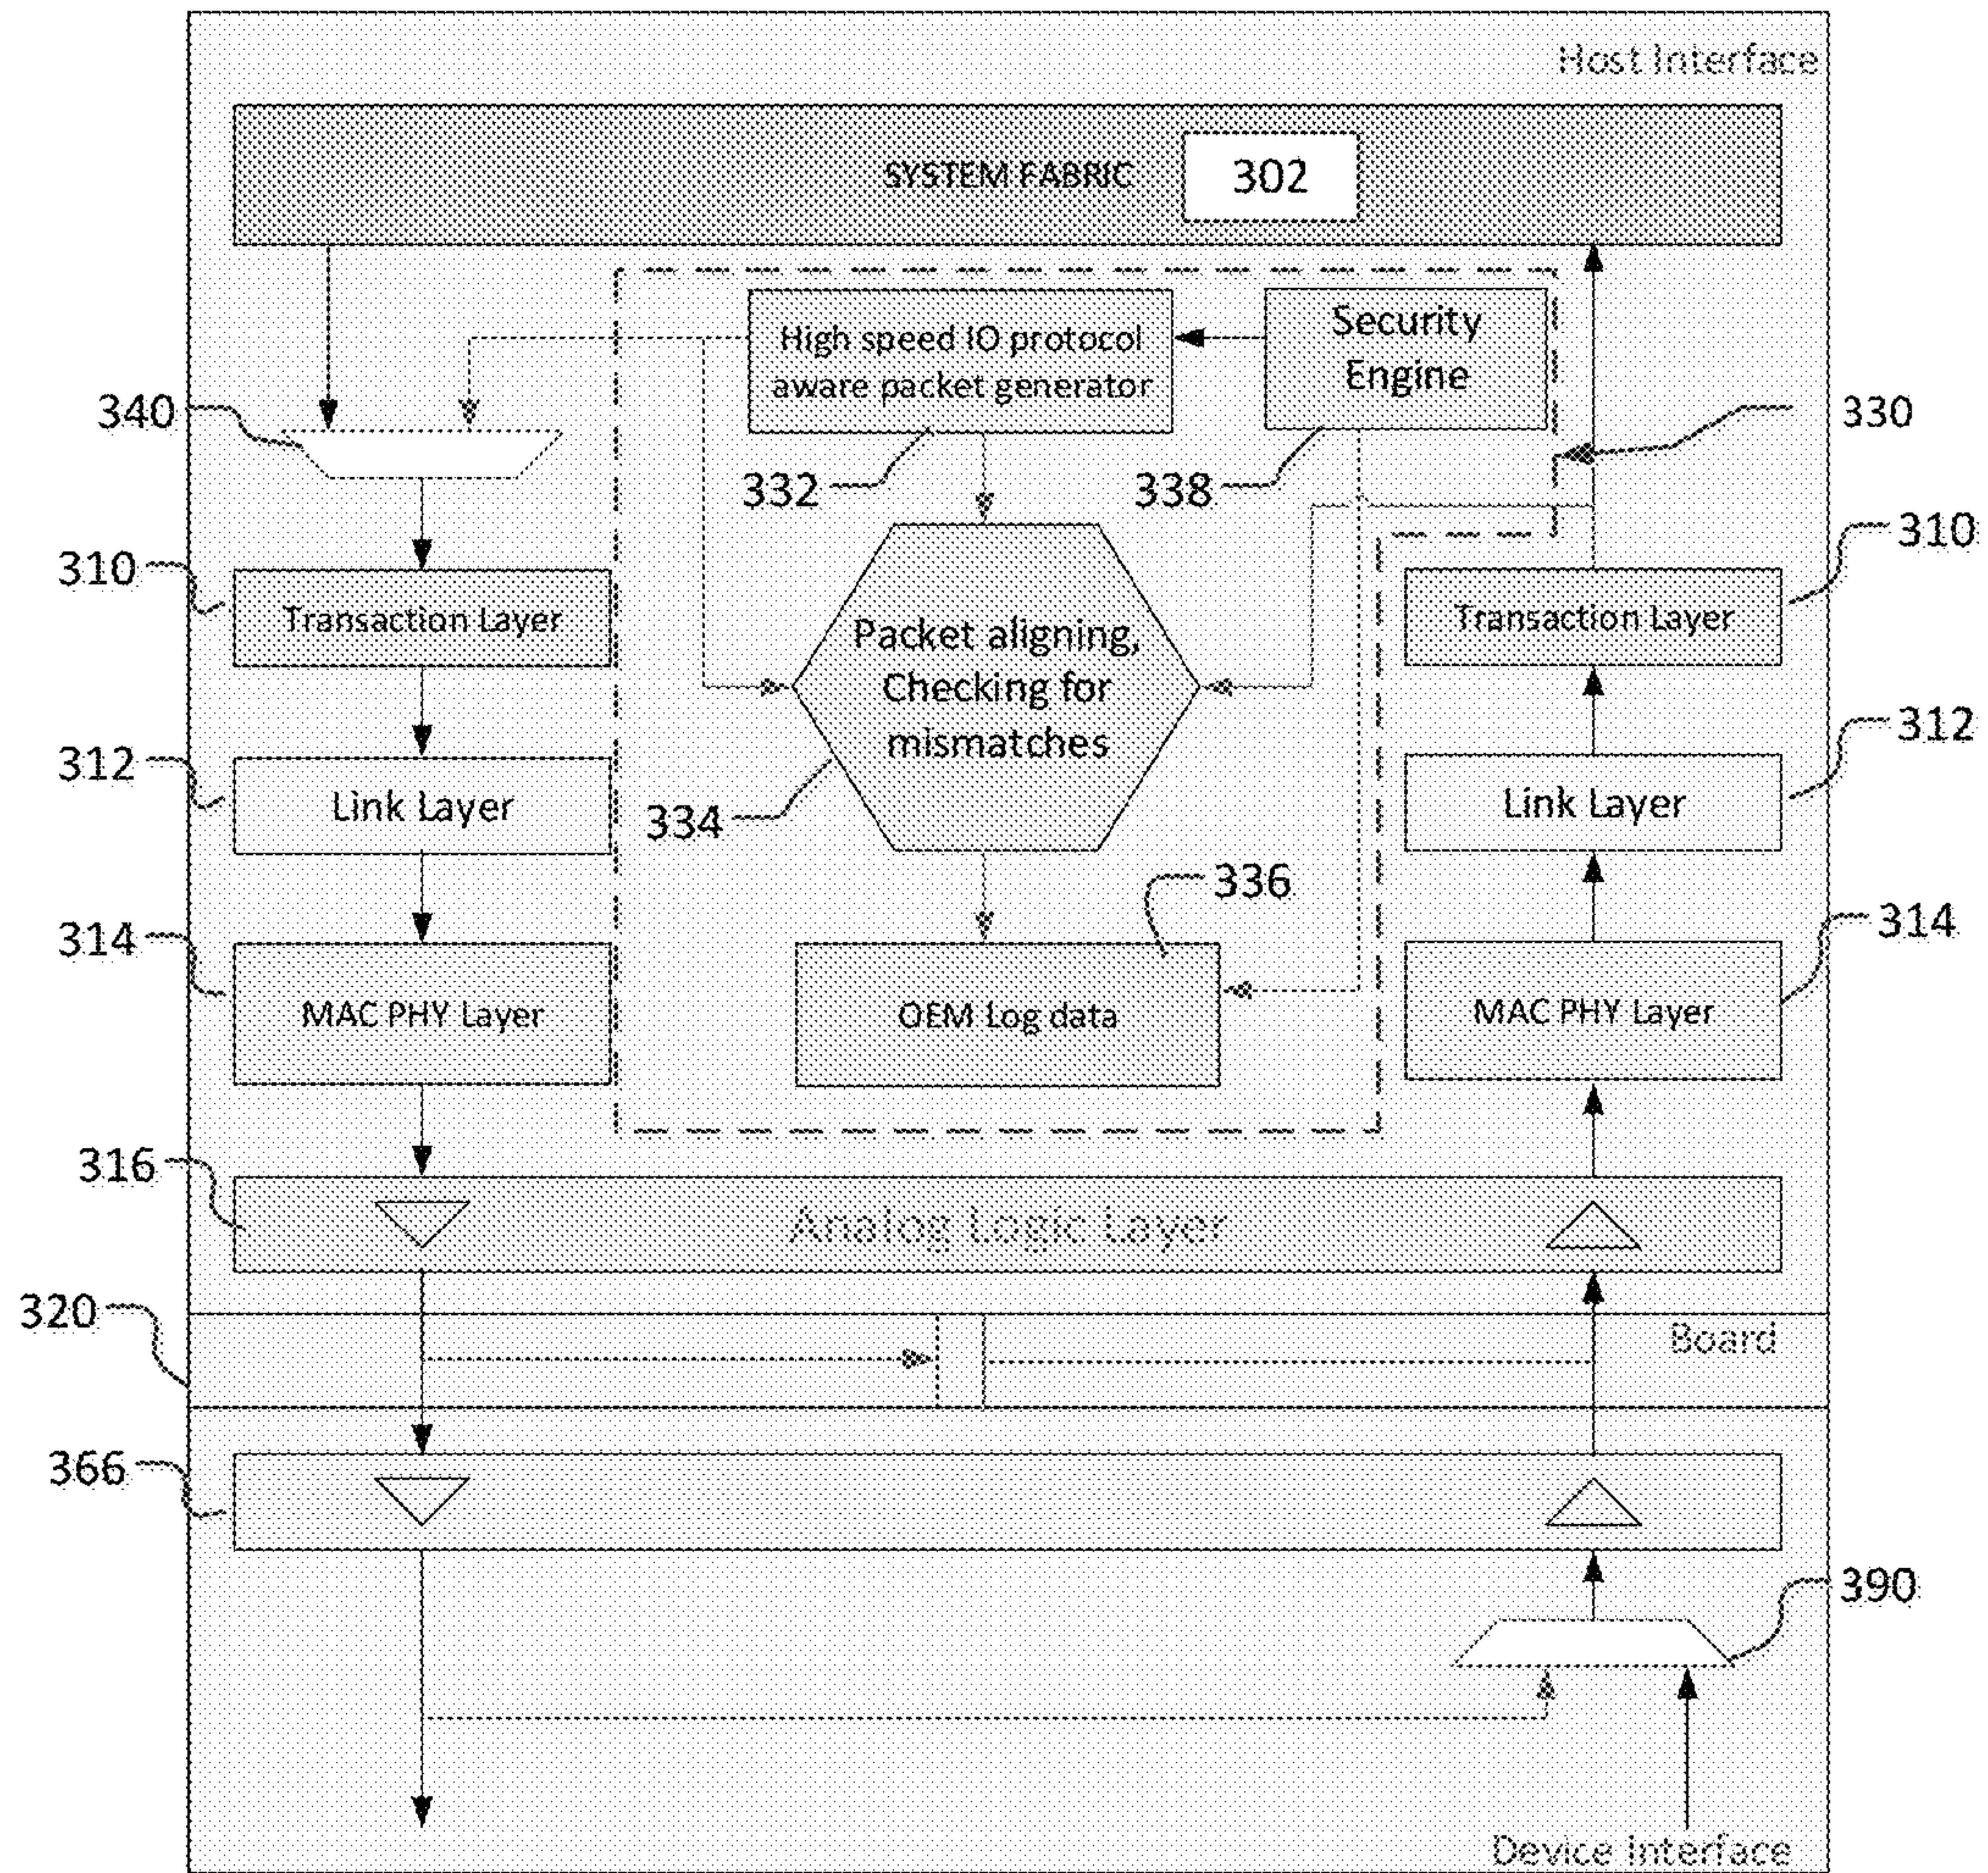 Host Interface
SYSTEM FABRIC 302
High speed IO protocol
aware packet generator
Security
Engine
340
332
338
330
310
Transaction Layer
Packet aligning,
Checking for
mismatches
310
Transaction Layer
312
Link Layer
334
312
Link Layer
336
314
MAC PHY Layer
OEM Log data
314
MAC PHY Layer
316
Analog Logic Layer
320
Board
366
390
Device Interface